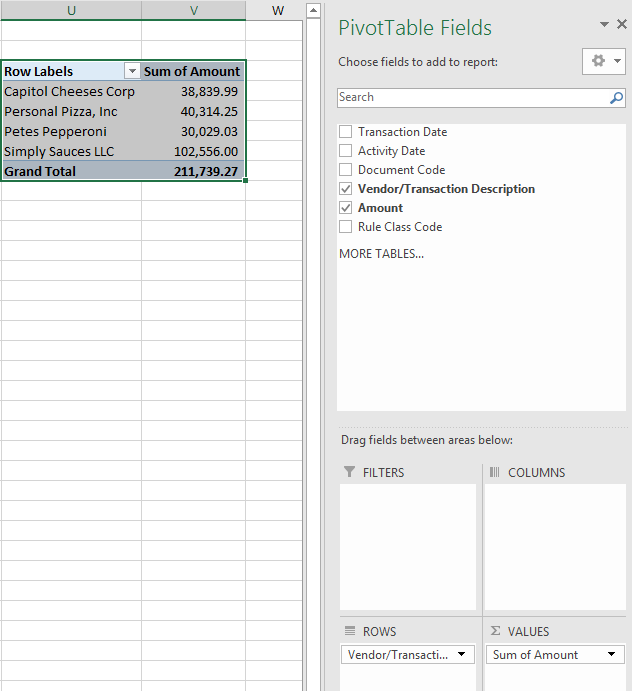 U V W
Row Labels Sum of Amount
Capitol Cheeses Corp 38,839.99
Personal Pizza, Inc 40,314.25
Petes Pepperoni 30,029.03
Simply Sauces LLC 102,556.00
Grand Total 211,739.27
PivotTable Fields
Choose fields to add to report:
Search
Transaction Date
Activity Date
Document Code
Vendor/Transaction Description
Amount
Rule Class Code
MORE TABLES...
Drag fields between areas below:
FILTERS
COLUMNS
ROWS
Vendor/Transacti...
Σ VALUES
Sum of Amount